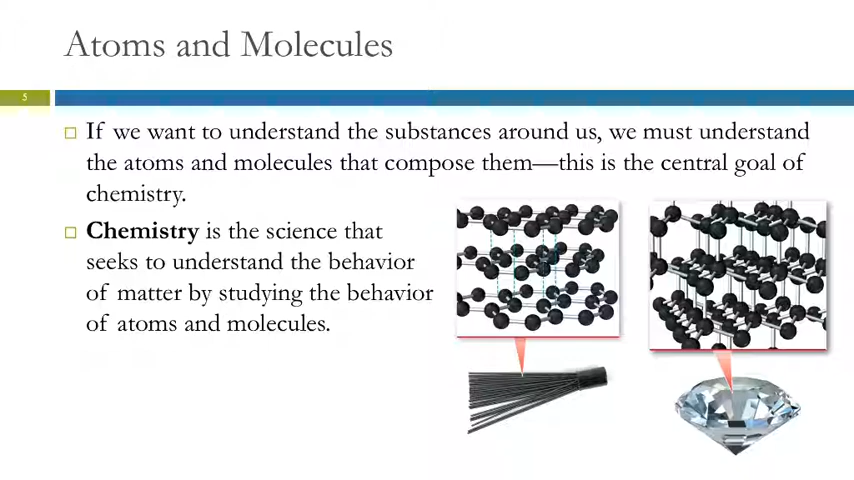 Atoms and Molecules
5
□ If we want to understand the substances around us, we must understand
the atoms and molecules that compose them—this is the central goal of
chemistry.
□ Chemistry is the science that
seeks to understand the behavior
of matter by studying the behavior
of atoms and molecules.